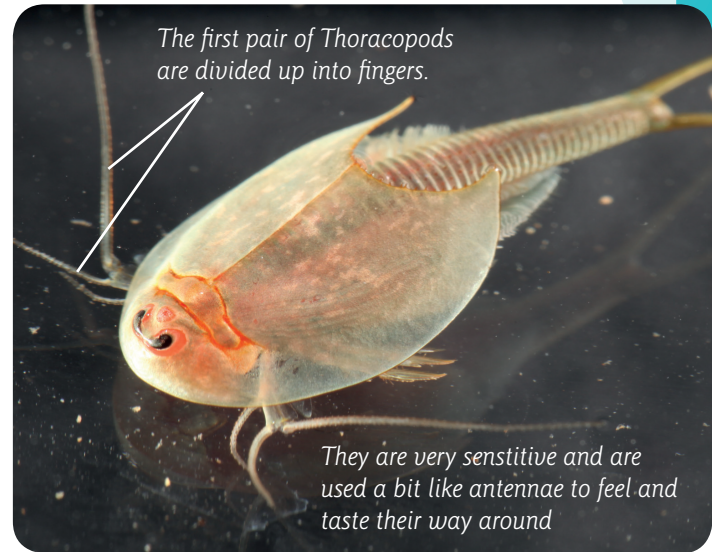 The first pair of Thoracopods
are divided up into fingers.
They are very senstitive and are
used a bit like antennae to feel and
taste their way around